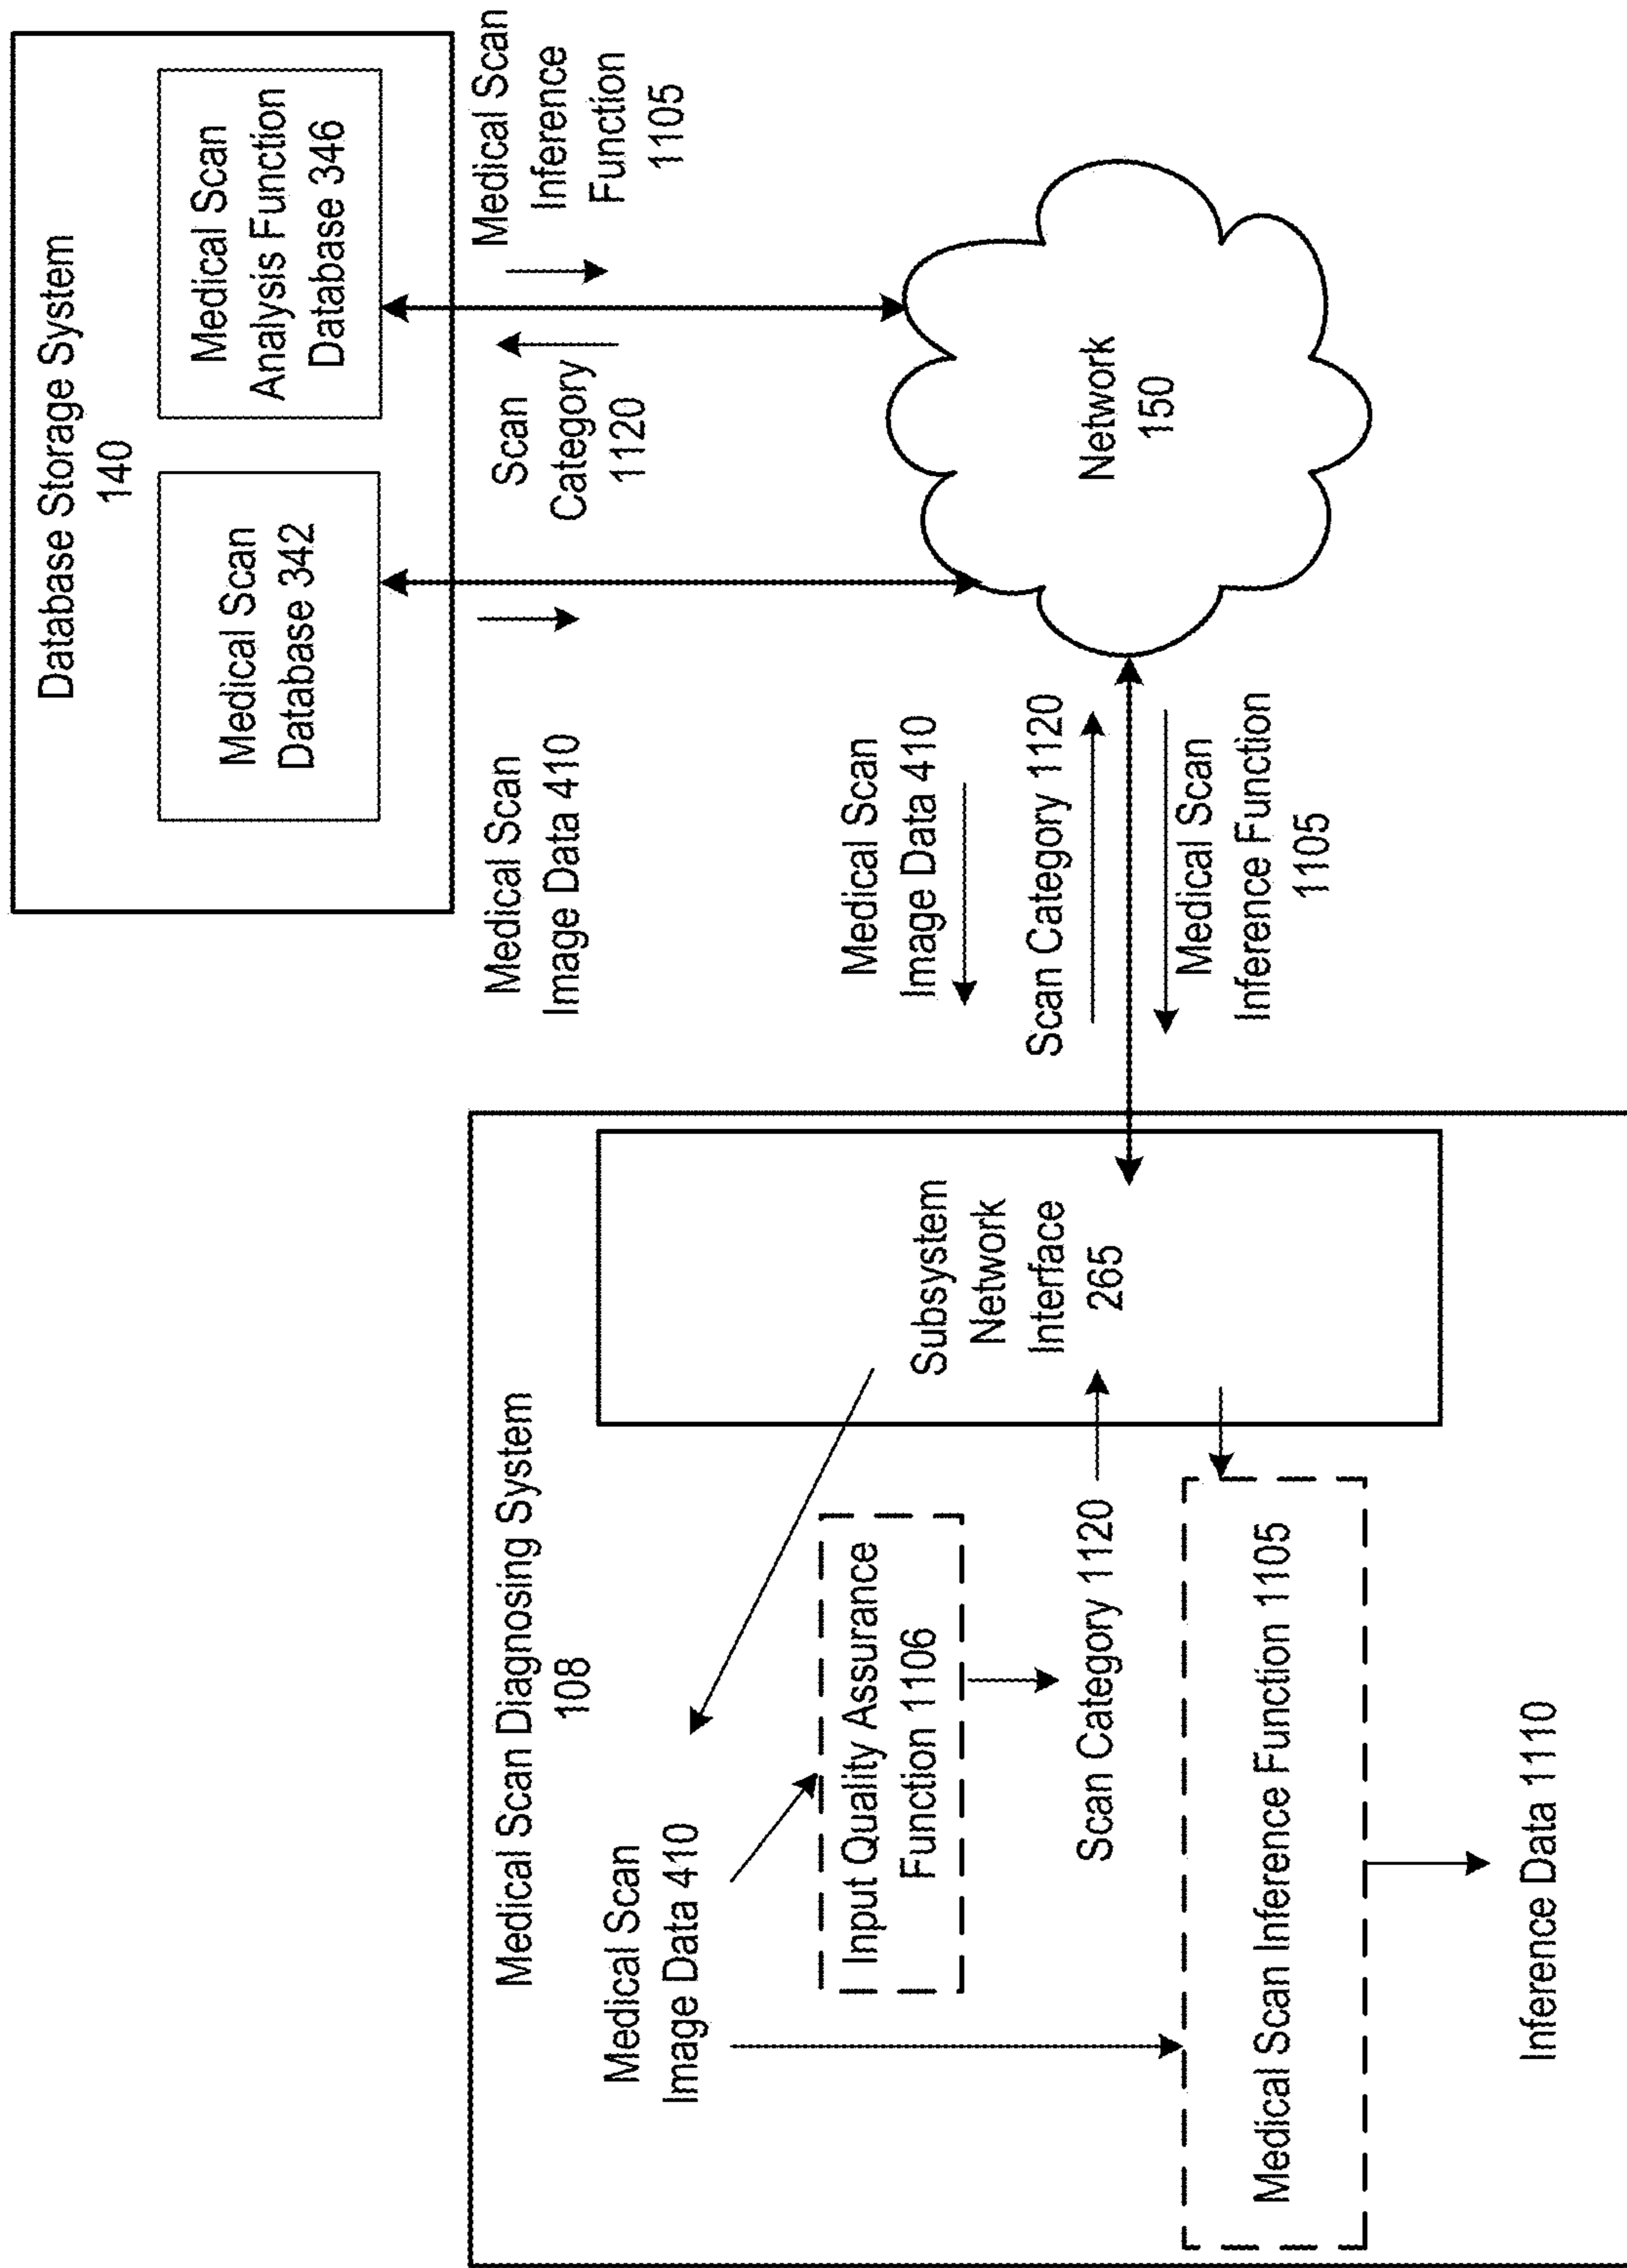 Medical Scan Diagnosing System
108
Medical Scan
Image Data 410
Input Quality Assurance
Function 1106
Scan Category 1120
Medical Scan Inference Function 1105
Inference Data 1110
Subsystem
Network
Interface
265
Database Storage System
140
Medical Scan
Database 342
Medical Scan
Analysis Function
Database 346
Medical Scan
Image Data 410
Scan
Category
1120
Medical Scan
Inference
Function
1105
Medical Scan
Image Data 410
Scan Category 1120
Medical Scan
Inference Function
1105
Network
150